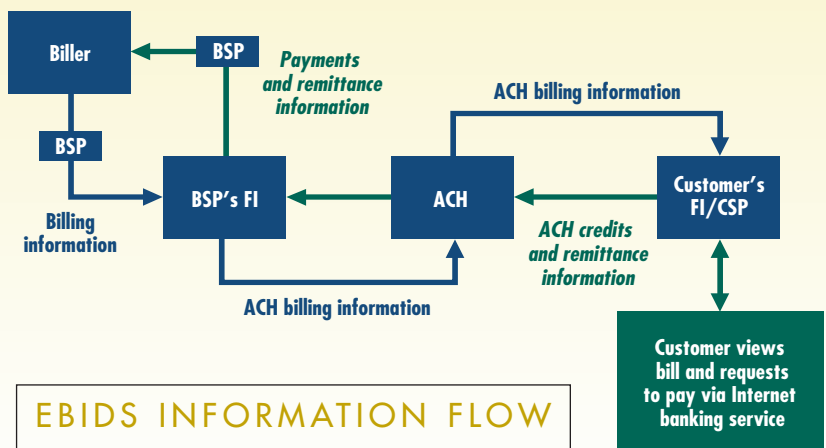 Biller
BSP
Payments
and remittance
information
ACH billing information
BSP
BSP's FI
ACH
Customer's
FI/CSP
Billing
information
ACH credits
and remittance
information
ACH billing information
Customer views
bill and requests
to pay via Internet
banking service
EBIDS INFORMATION FLOW